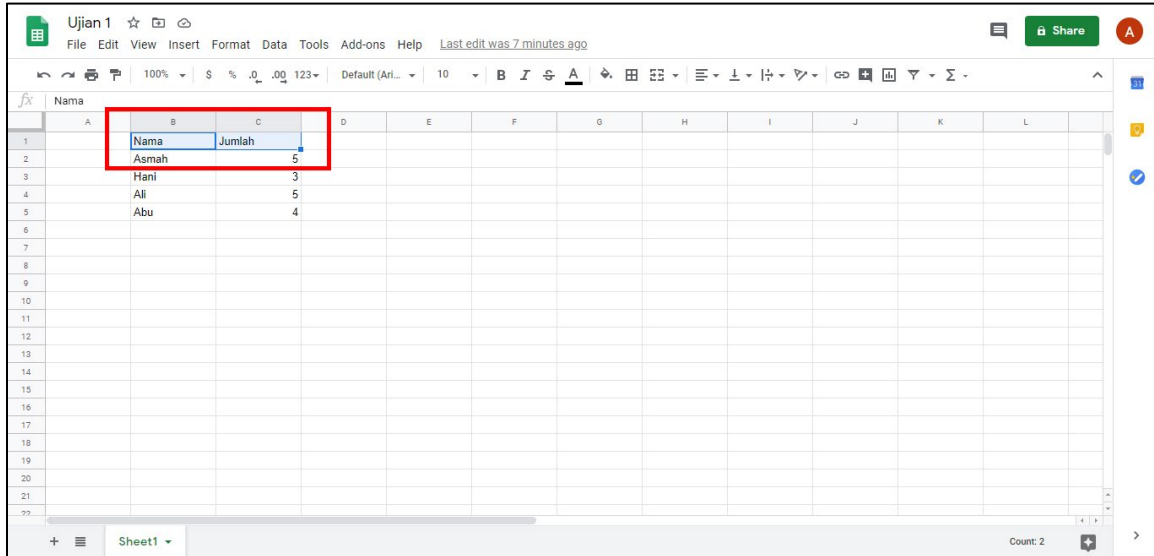 Ujian 1
File Edit View Insert Format Data Tools Add-ons Help Last edit was 7 minutes ago
Share
A
100% $ % .0 .00 123 Default (Ari... 10 B I S A
31
fx Nama
A B C D E F G H I J K L
1 Nama Jumlah
2 Asmah 5
3 Hani 3
4 Ali 5
5 Abu 4
6
7
8
9
10
11
12
13
14
15
16
17
18
19
20
21
22
+ Sheet1 Count: 2